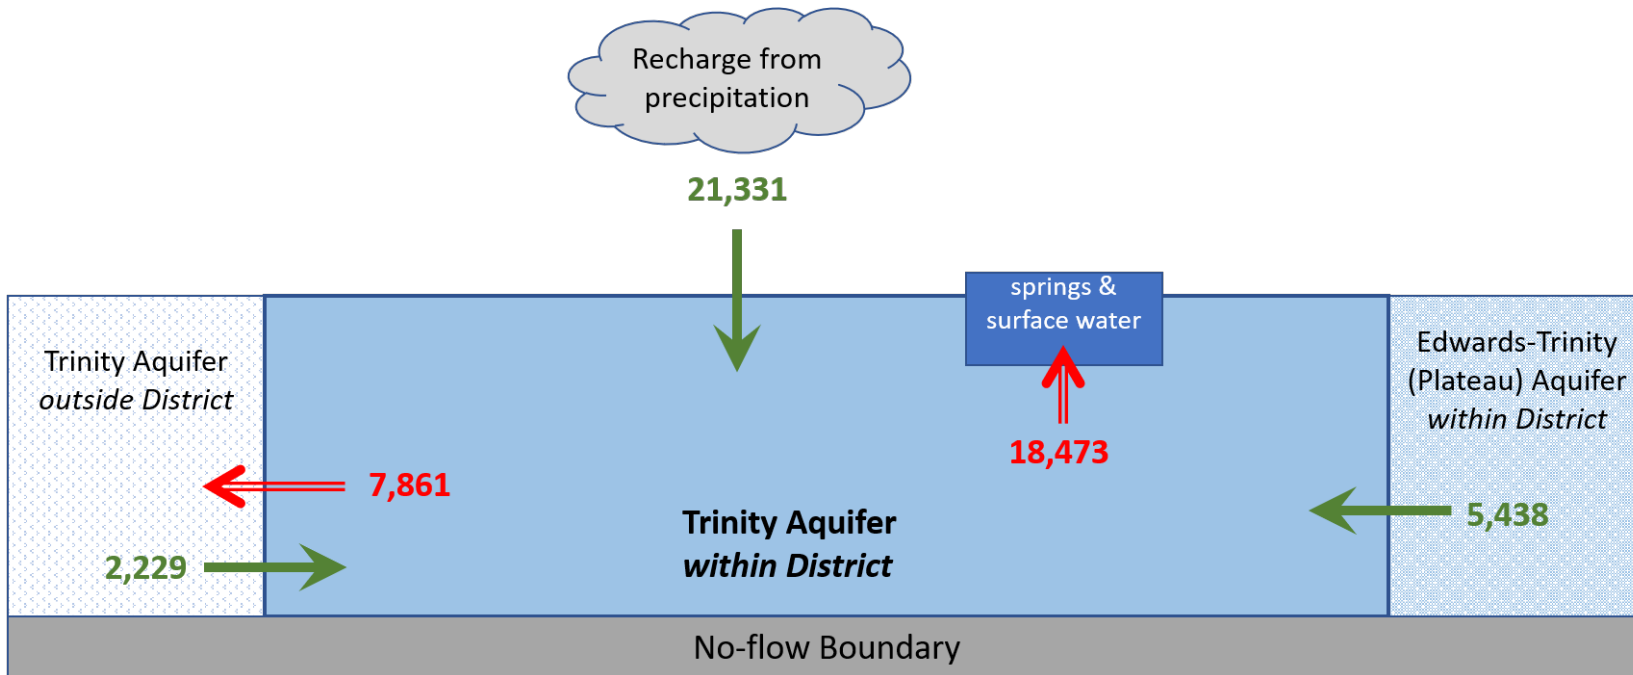 Recharge from
precipitation
21,331
springs &
surface water
18,473
Trinity Aquifer
outside District
7,861
2,229
Trinity Aquifer
within District
Edwards-Trinity
(Plateau) Aquifer
within District
5,438
No-flow Boundary